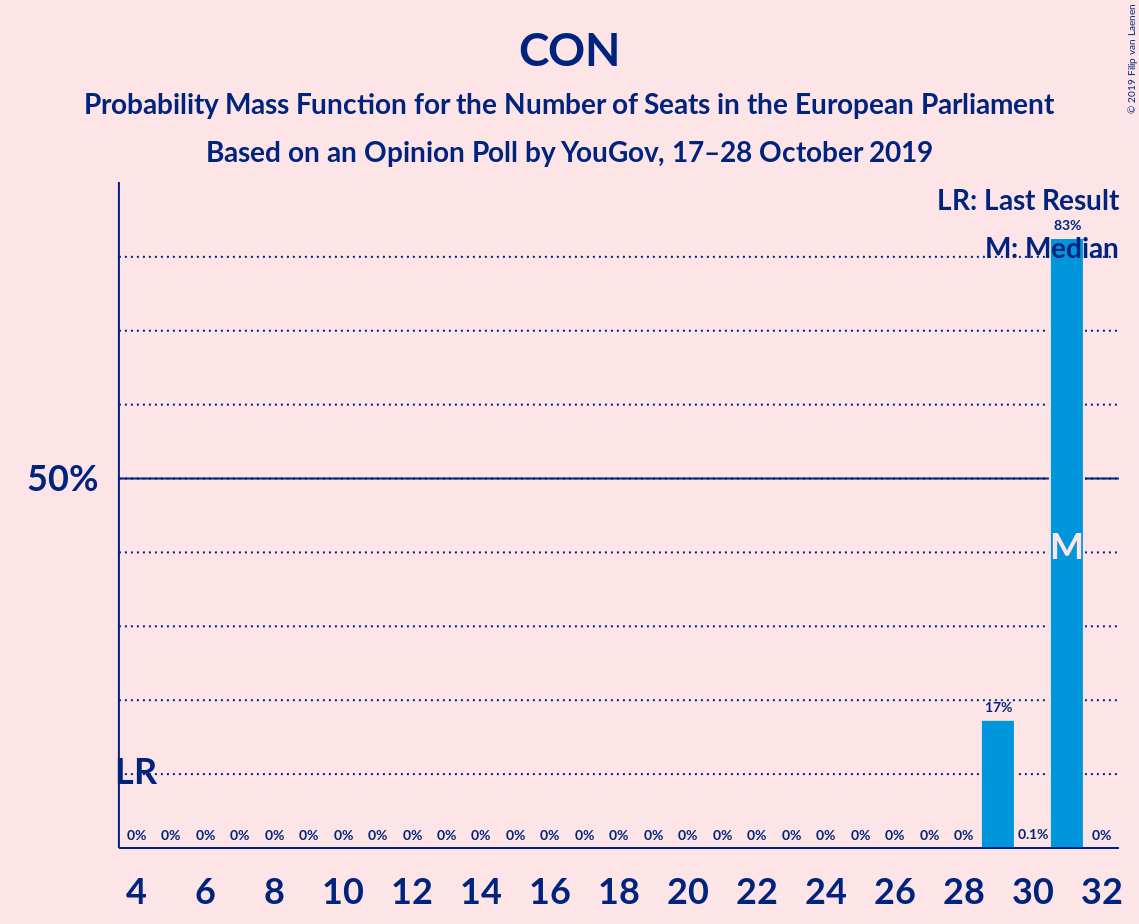 CON
Probability Mass Function for the Number of Seats in the European Parliament
Based on an Opinion Poll by YouGov, 17–28 October 2019
© 2019 Filip van Laenen
LR: Last Result
M: Median
83%
50%
M
17%
LR
0% 0% 0% 0% 0% 0% 0% 0% 0% 0% 0% 0% 0% 0% 0% 0% 0% 0% 0% 0% 0% 0% 0% 0% 0% 0.1% 0%
4 6 8 10 12 14 16 18 20 22 24 26 28 30 32